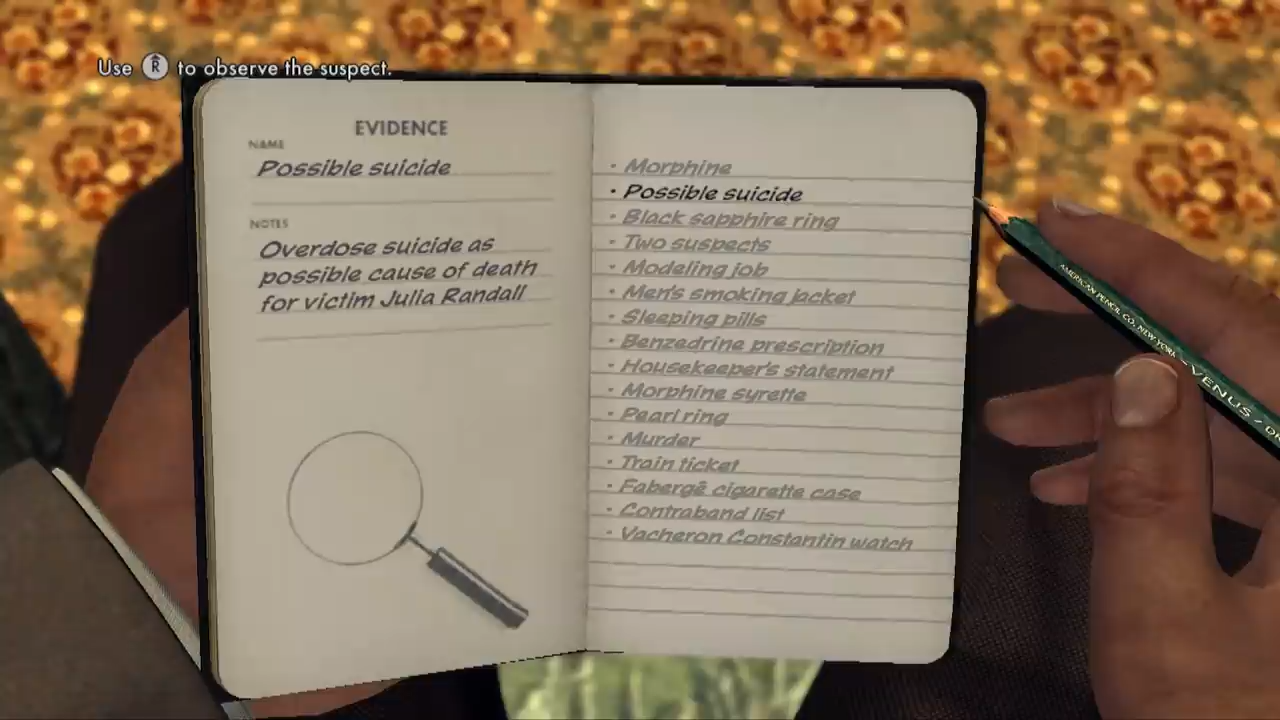 Use R to observe the suspect.
EVIDENCE
NAME
Possible suicide
NOTES
Overdose suicide as
possible cause of death
for victim Julia Randall
· Morphine
· Possible suicide
· Black sapphire ring
· Two suspects
· Modeling job
· Men's smoking jacket
· Sleeping pills
· Benzedrine prescription
· Housekeeper's statement
· Morphine syrette
· Pearl ring
· Murder
· Train ticket
· Fabergē cigarette case
· Contraband list
· Vacheron Constantin watch
AMERICAN PENCIL CO. NEW YORK - VENUS